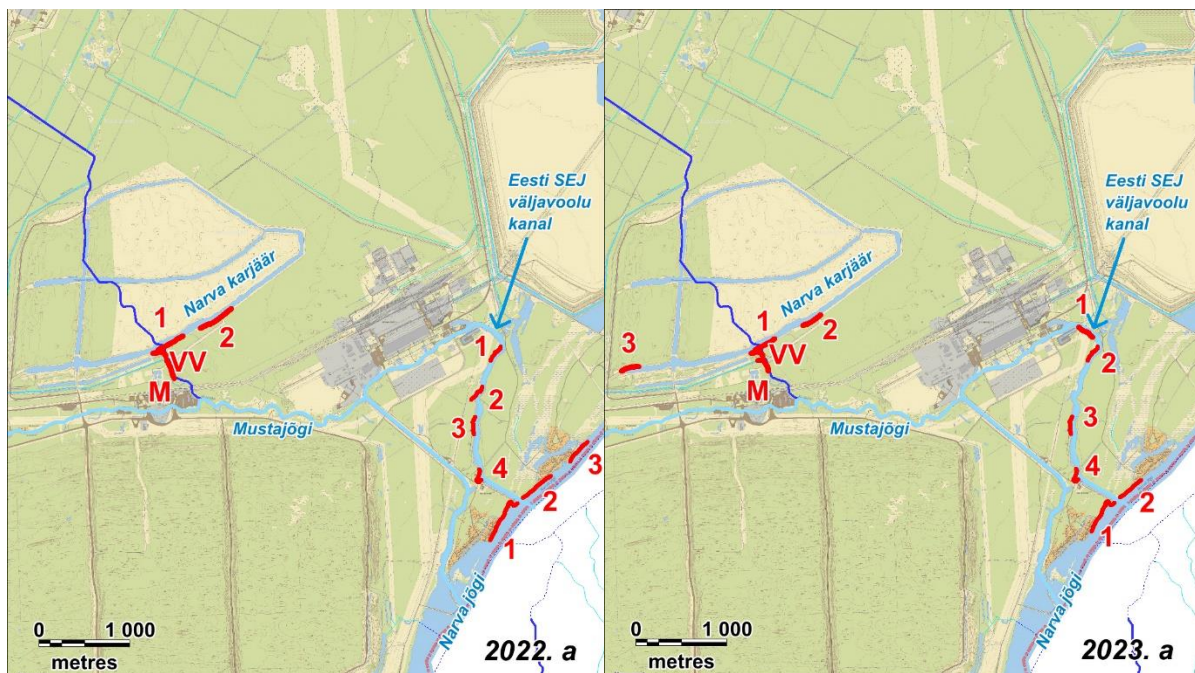 Eesti SEJ
väljavoolu
kanal
Narva karjäär
1
2
VV
M
Mustajõgi
1
2
3
4
3
2
1
Narva jõgi
0 1 000
metres
2022. a
Eesti SEJ
väljavoolu
kanal
Narva karjäär
1
2
3
VV
M
Mustajõgi
1
2
3
4
2
1
Narva jõgi
0 1 000
metres
2023. a